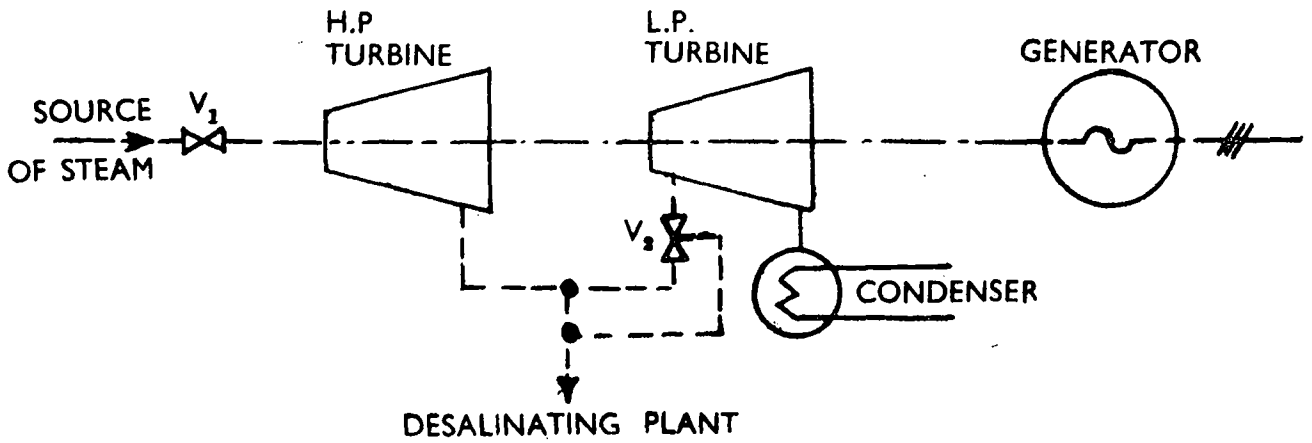 H.P
TURBINE
L.P.
TURBINE
GENERATOR
SOURCE
OF STEAM
V₁
V₂
CONDENSER
DESALINATING PLANT